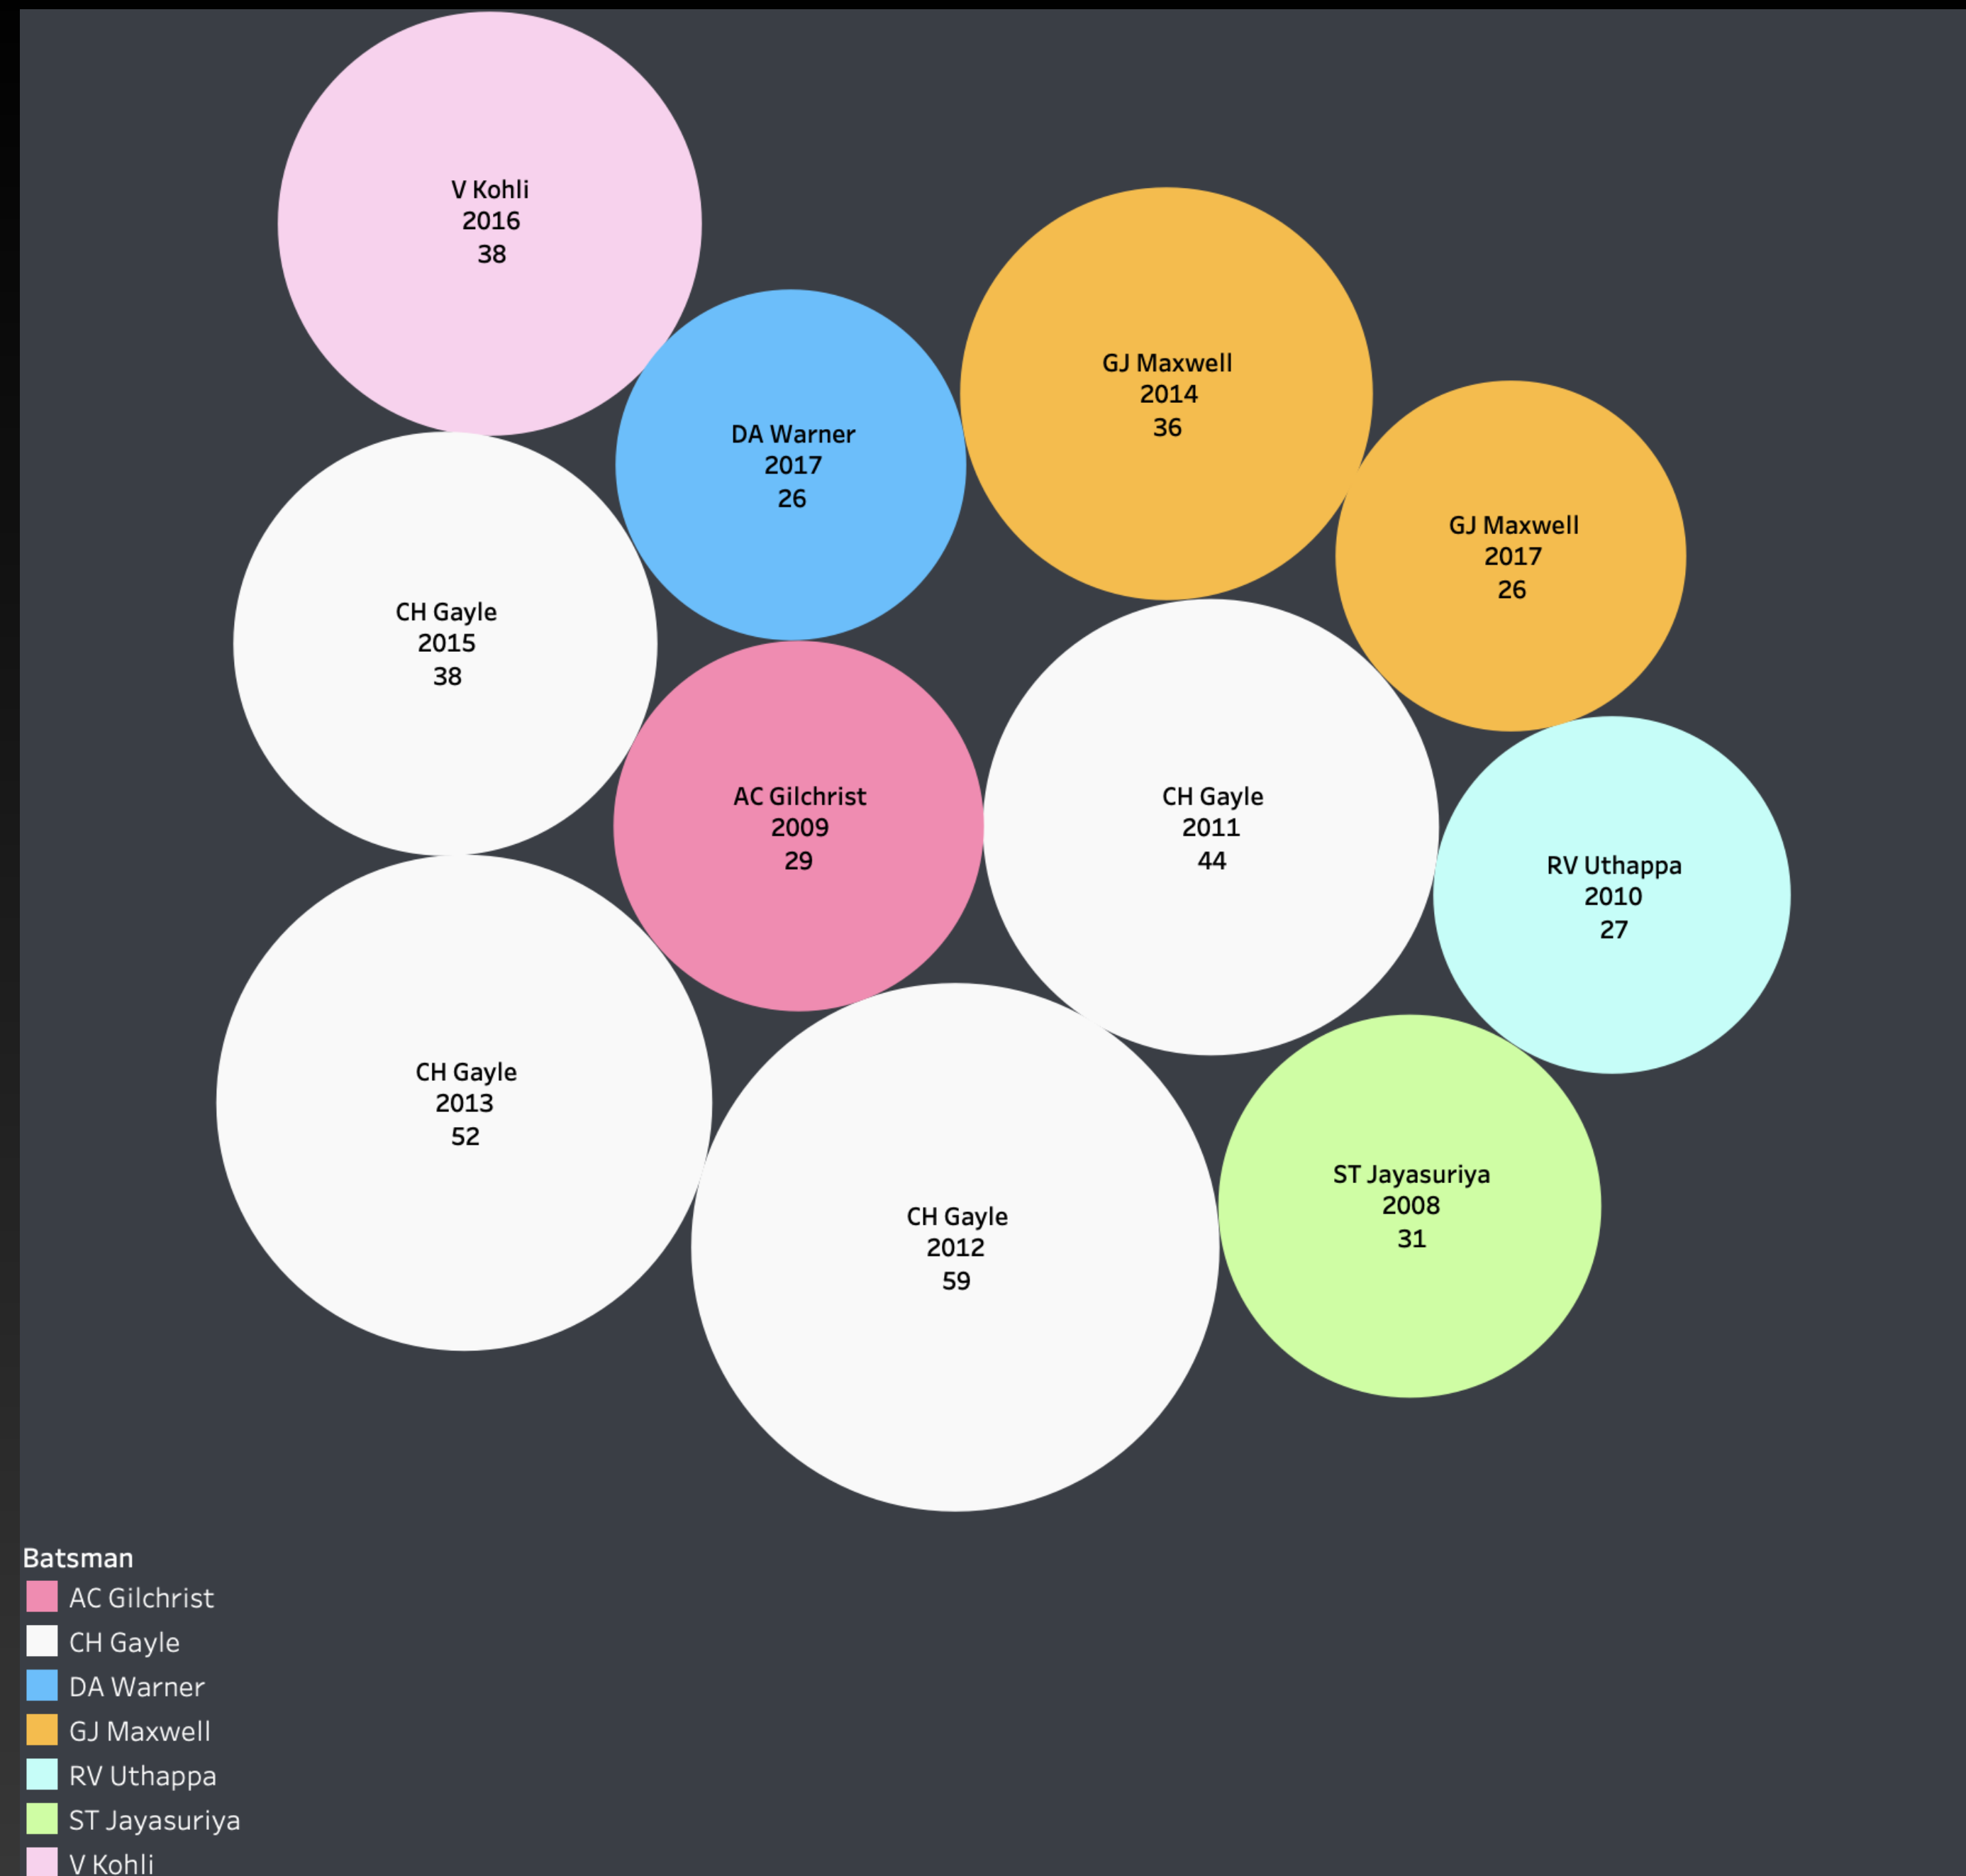 V Kohli
2016
38
GJ Maxwell
2014
36
DA Warner
2017
26
GJ Maxwell
2017
26
CH Gayle
2015
38
AC Gilchrist
2009
29
CH Gayle
2011
44
RV Uthappa
2010
27
CH Gayle
2013
52
ST Jayasuriya
2008
31
CH Gayle
2012
59
Batsman
AC Gilchrist
CH Gayle
DA Warner
GJ Maxwell
RV Uthappa
ST Jayasuriya
V Kohli